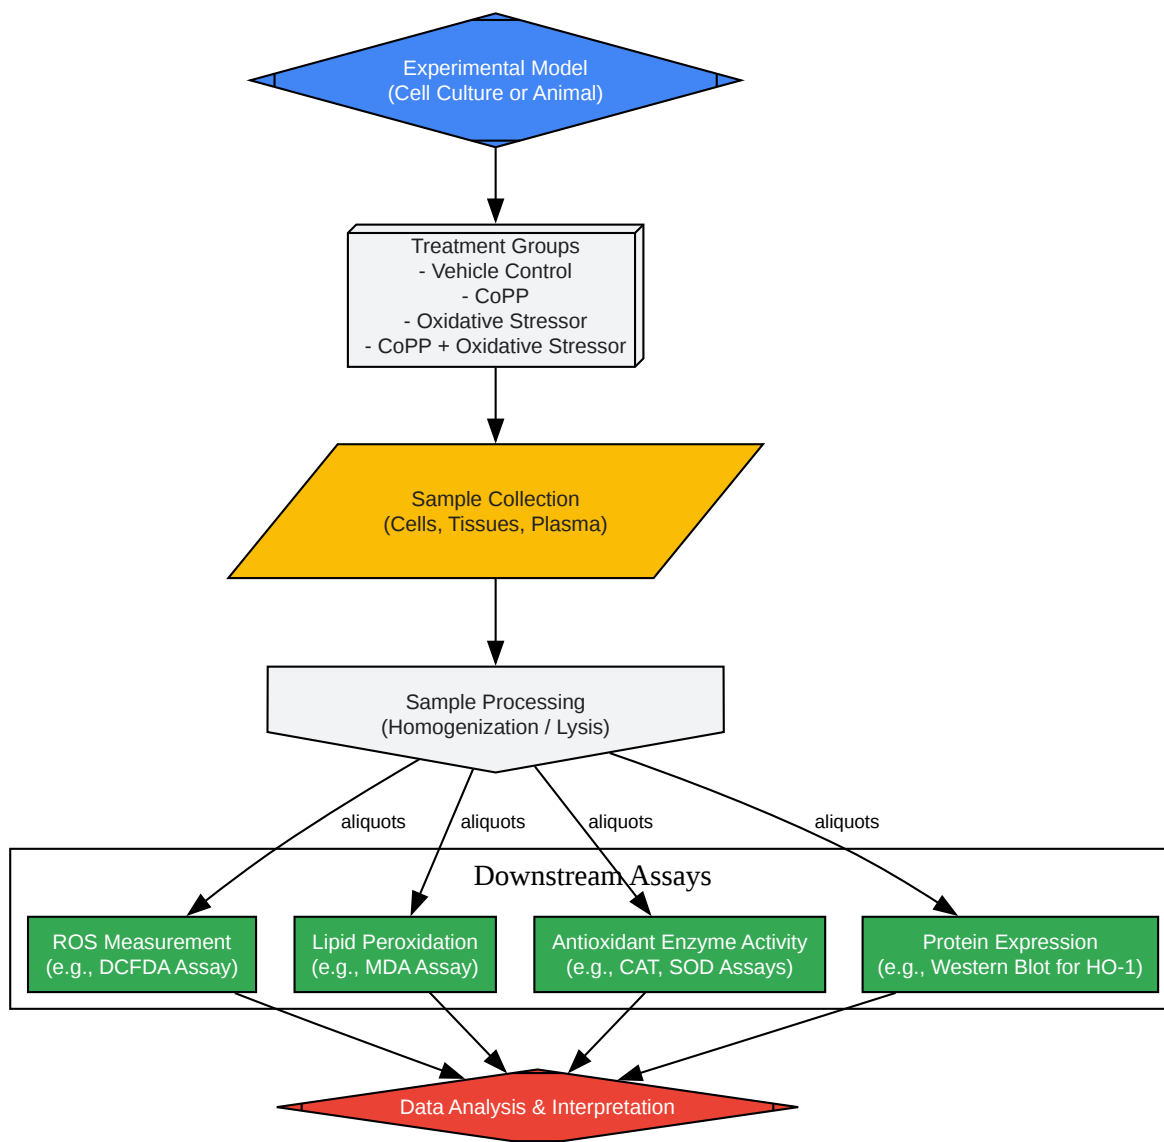 Experimental Model
(Cell Culture or Animal)
Treatment Groups
- Vehicle Control
- CoPP
- Oxidative Stressor
- CoPP + Oxidative Stressor
Sample Collection
(Cells, Tissues, Plasma)
Sample Processing
(Homogenization / Lysis)
aliquots
aliquots
aliquots
aliquots
Downstream Assays
ROS Measurement
(e.g., DCFDA Assay)
Lipid Peroxidation
(e.g., MDA Assay)
Antioxidant Enzyme Activity
(e.g., CAT, SOD Assays)
Protein Expression
(e.g., Western Blot for HO-1)
Data Analysis & Interpretation